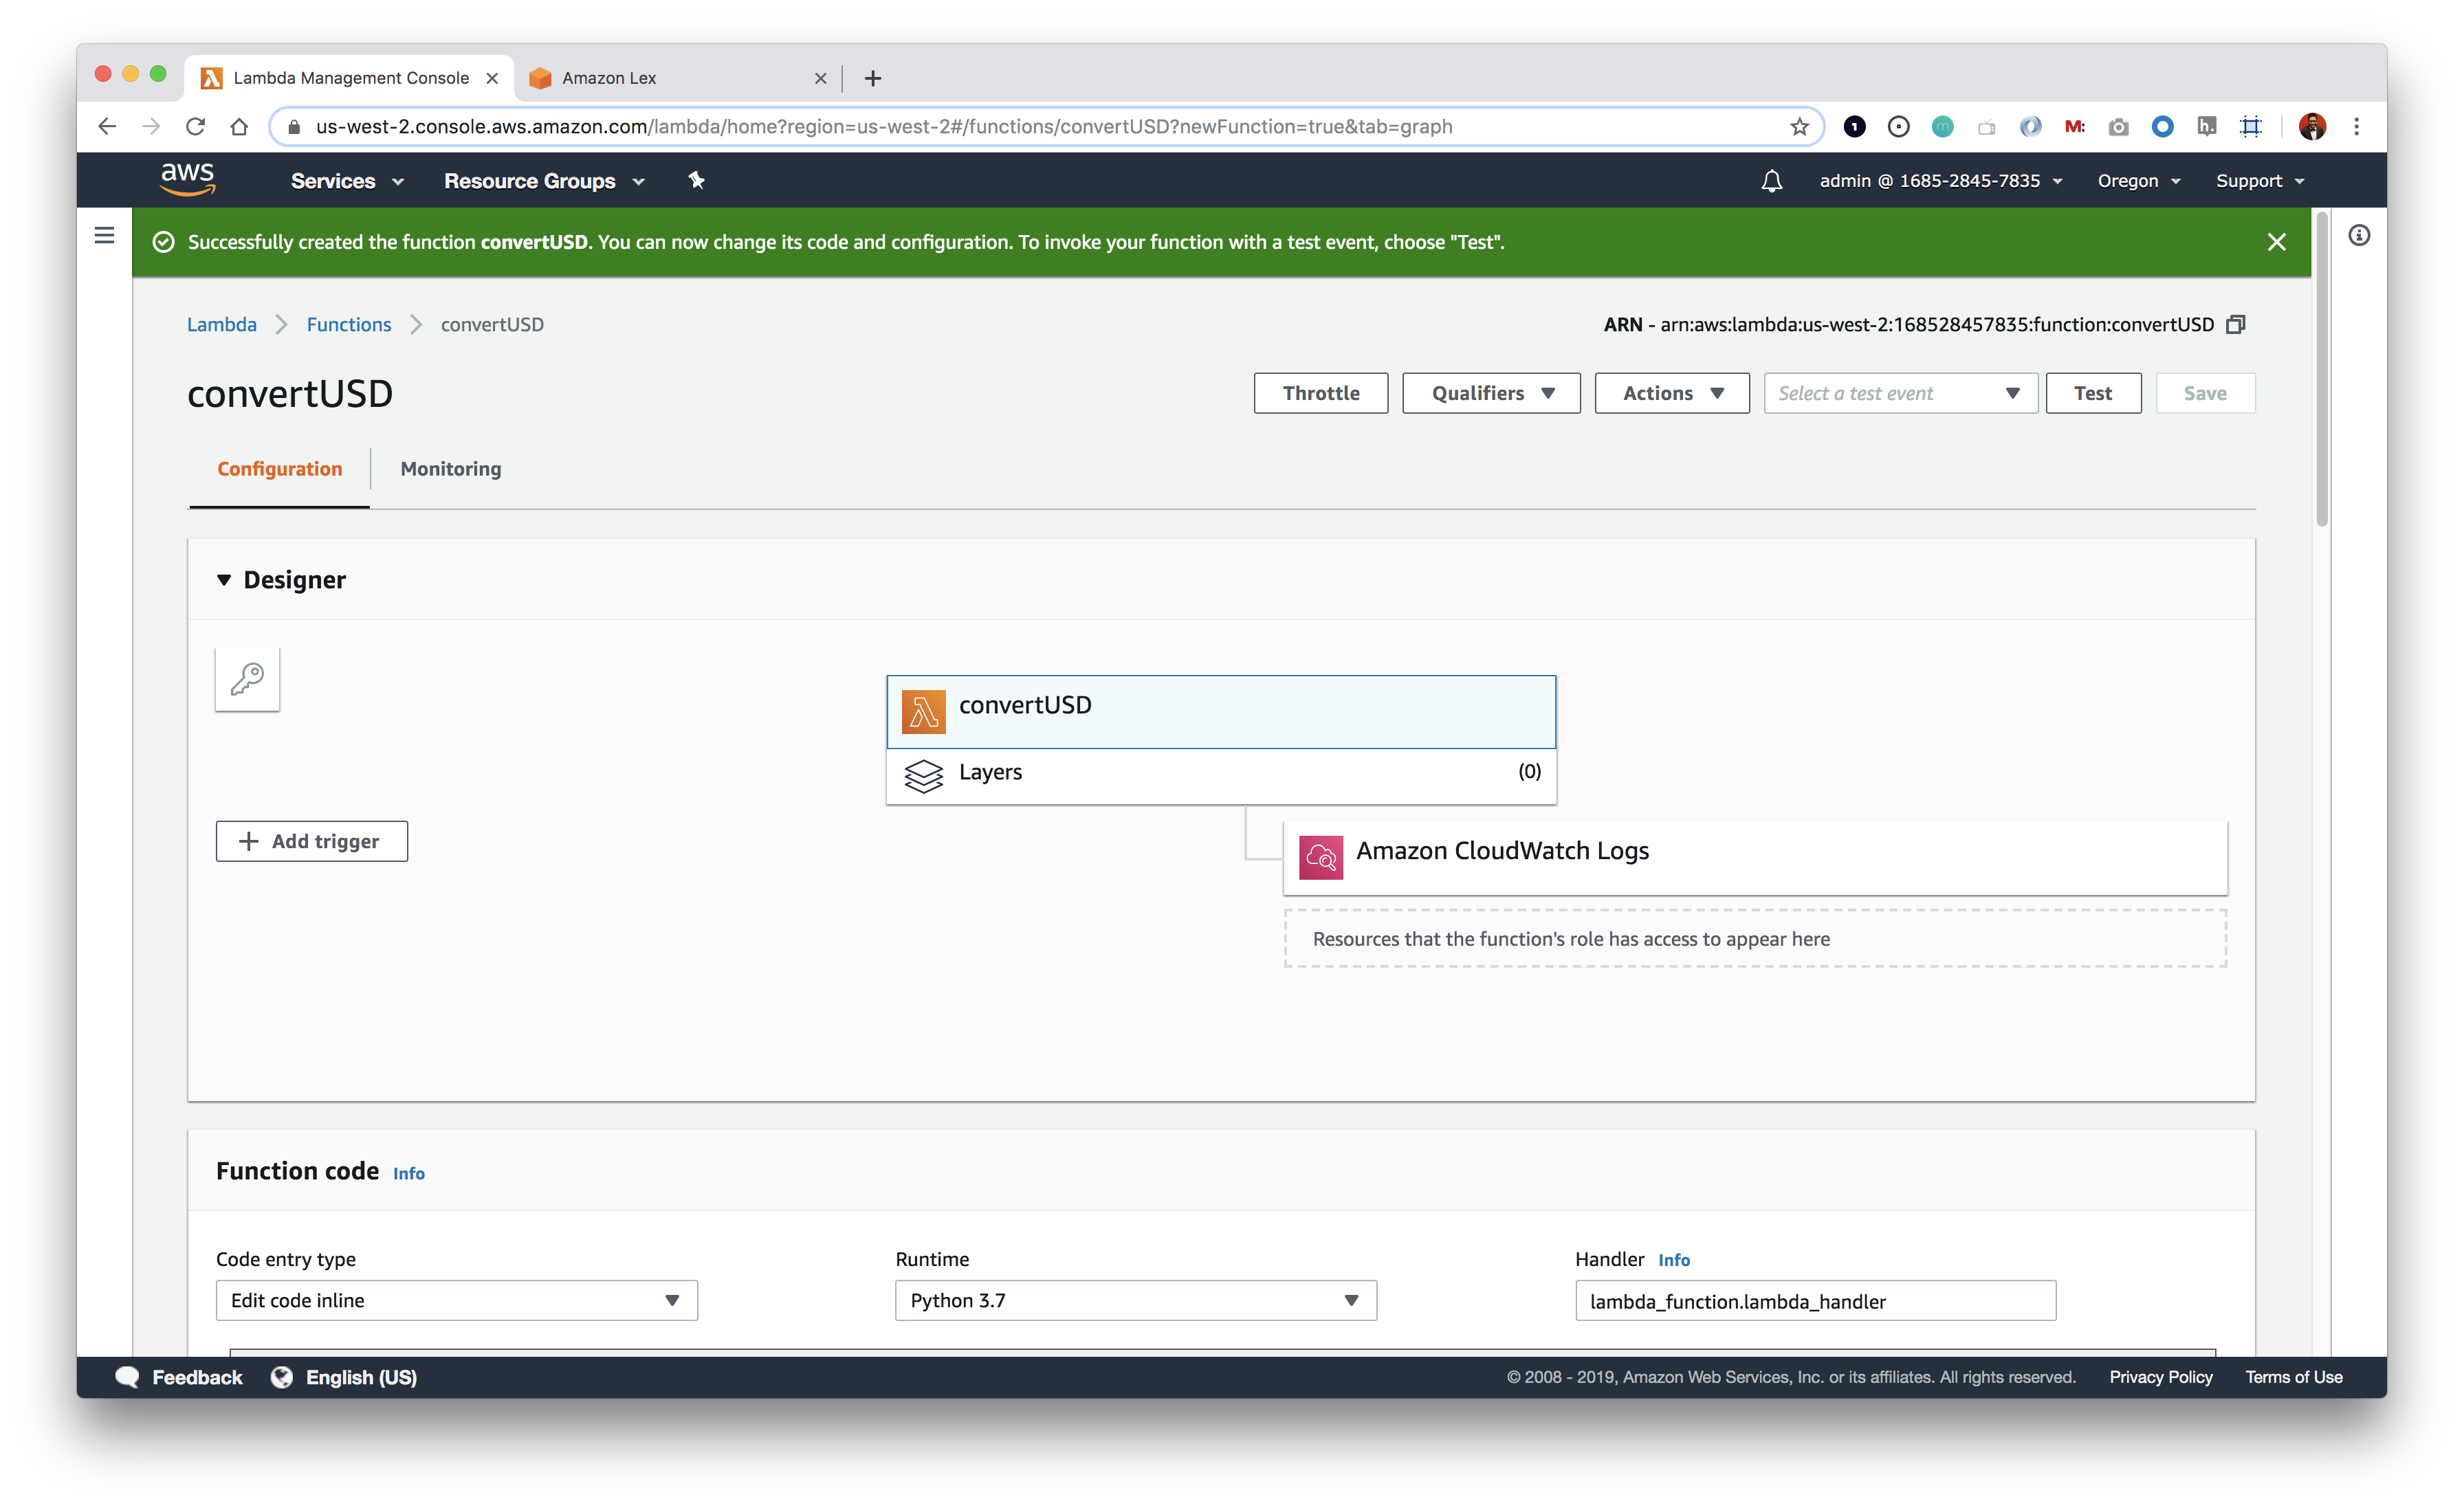 Lambda Management Console
Amazon Lex
us-west-2.console.aws.amazon.com/lambda/home?region=us-west-2#/functions/convertUSD?newFunction=true&tab=graph
1
m
M:
h.
aws
Services
Resource Groups
admin @ 1685-2845-7835
Oregon
Support
Successfully created the function convertUSD. You can now change its code and configuration. To invoke your function with a test event, choose "Test".
Lambda
Functions
convertUSD
ARN - arn:aws:lambda:us-west-2:168528457835:function:convertUSD
convertUSD
Throttle
Qualifiers
Actions
Select a test event
Test
Save
Configuration
Monitoring
Designer
convertUSD
Layers
(0)
Add trigger
Amazon CloudWatch Logs
Resources that the function's role has access to appear here
Function code Info
Code entry type
Runtime
Handler Info
Edit code inline
Python 3.7
lambda_function.lambda_handler
Feedback
English (US)
© 2008 - 2019, Amazon Web Services, Inc. or its affiliates. All rights reserved.
Privacy Policy
Terms of Use